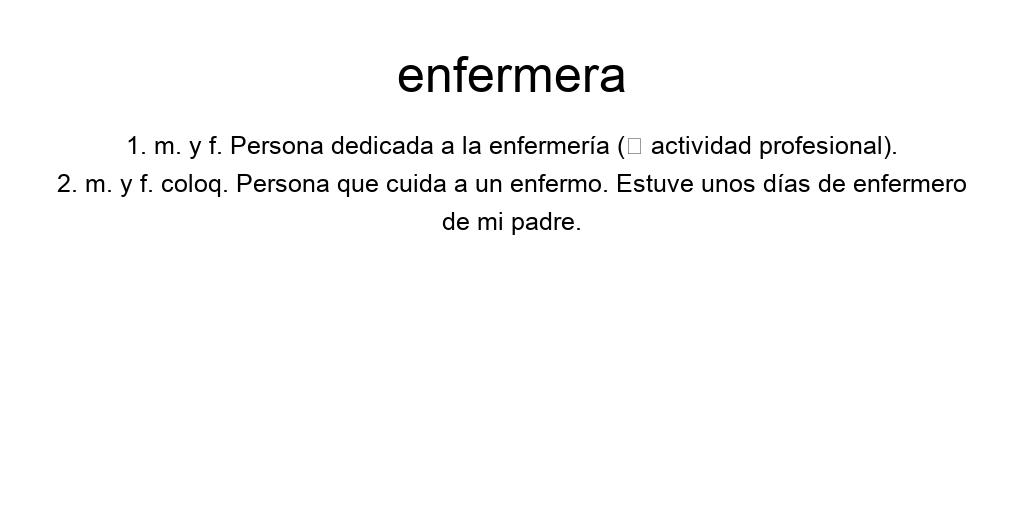 enfermera
1. m. y f. Persona dedicada a la enfermería (▯ actividad profesional).
2. m. y f. coloq. Persona que cuida a un enfermo. Estuve unos días de enfermero
de mi padre.